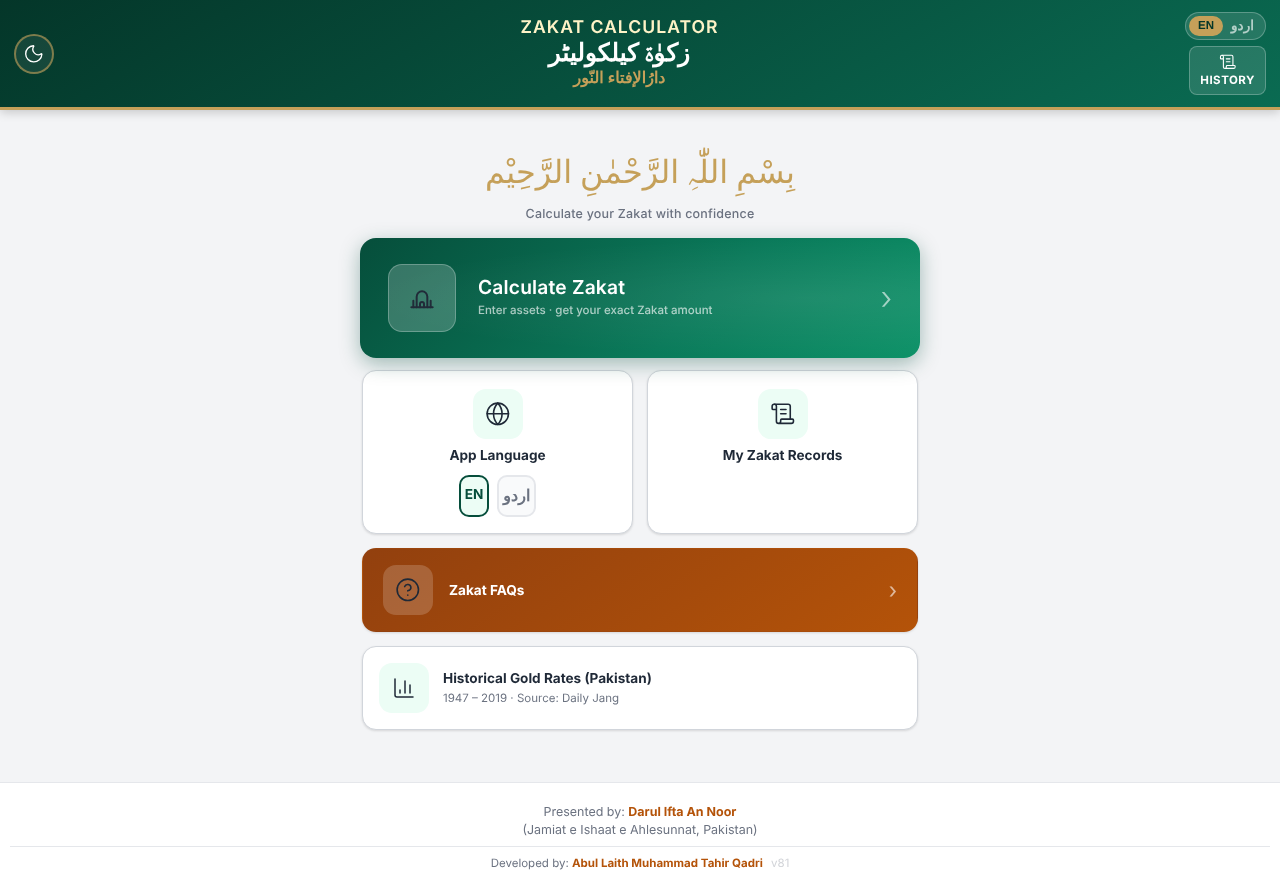 ZAKAT CALCULATOR
زکوٰۃ کیلکولیٹر
دارُالإفتاء النّور
EN اردو
HISTORY
بِسْمِ اللّٰہِ الرَّحْمٰنِ الرَّحِیْم
Calculate your Zakat with confidence
Calculate Zakat
Enter assets · get your exact Zakat amount
App Language
EN اردو
My Zakat Records
Zakat FAQs
Historical Gold Rates (Pakistan)
1947 – 2019 · Source: Daily Jang
Presented by: Darul Ifta An Noor
(Jamiat e Ishaat e Ahlesunnat, Pakistan)
Developed by: Abul Laith Muhammad Tahir Qadri v81